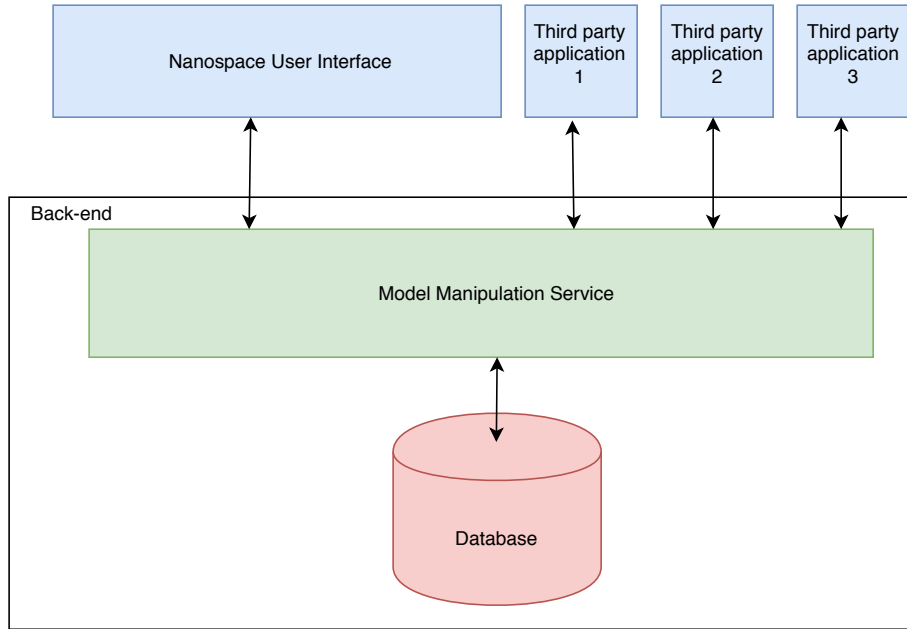 Nanospace User Interface
Third party
application
1
Third party
application
2
Third party
application
3
Back-end
Model Manipulation Service
Database